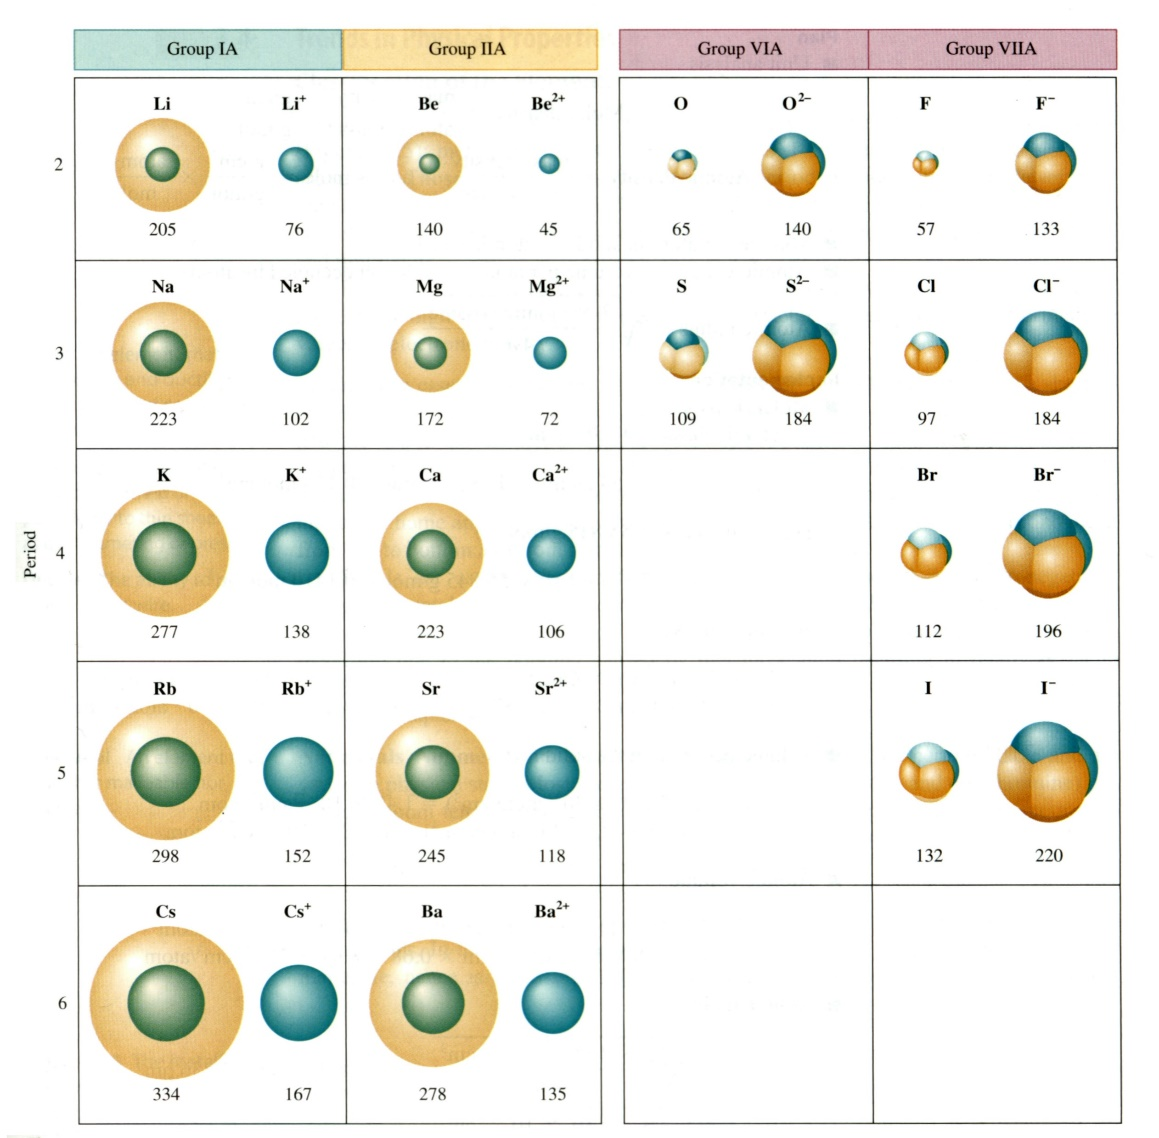 Group IA Group IIA Group VIA Group VIIA
Li Li⁺ Be Be²⁺ O O²⁻ F F⁻
2
205 76 140 45 65 140 57 133
Na Na⁺ Mg Mg²⁺ S S²⁻ Cl Cl⁻
3
223 102 172 72 109 184 97 184
K K⁺ Ca Ca²⁺ Br Br⁻
Period 4
277 138 223 106 112 196
Rb Rb⁺ Sr Sr²⁺ I I⁻
5
298 152 245 118 132 220
Cs Cs⁺ Ba Ba²⁺
6
334 167 278 135